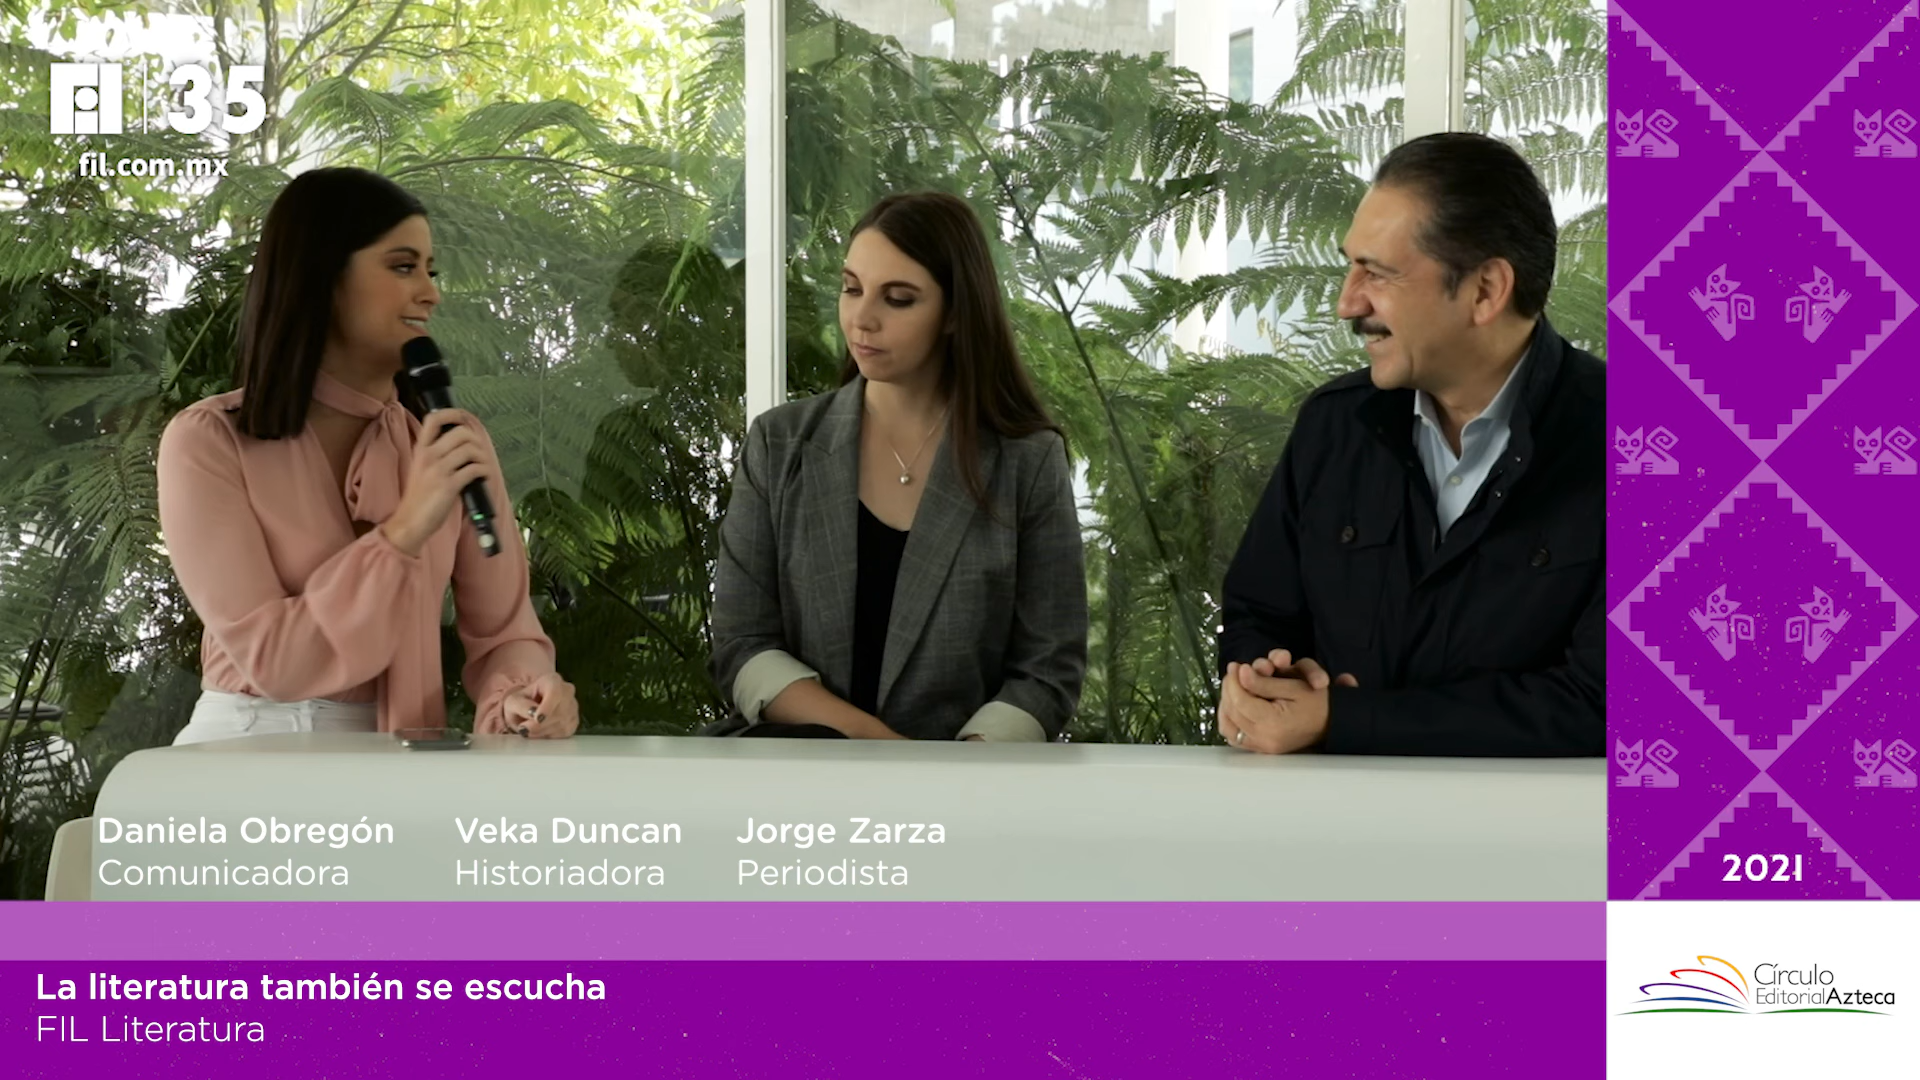 FIL 35
fil.com.mx
Daniela Obregón
Comunicadora
Veka Duncan
Historiadora
Jorge Zarza
Periodista
2021
La literatura también se escucha
FIL Literatura
Círculo
EditorialAzteca